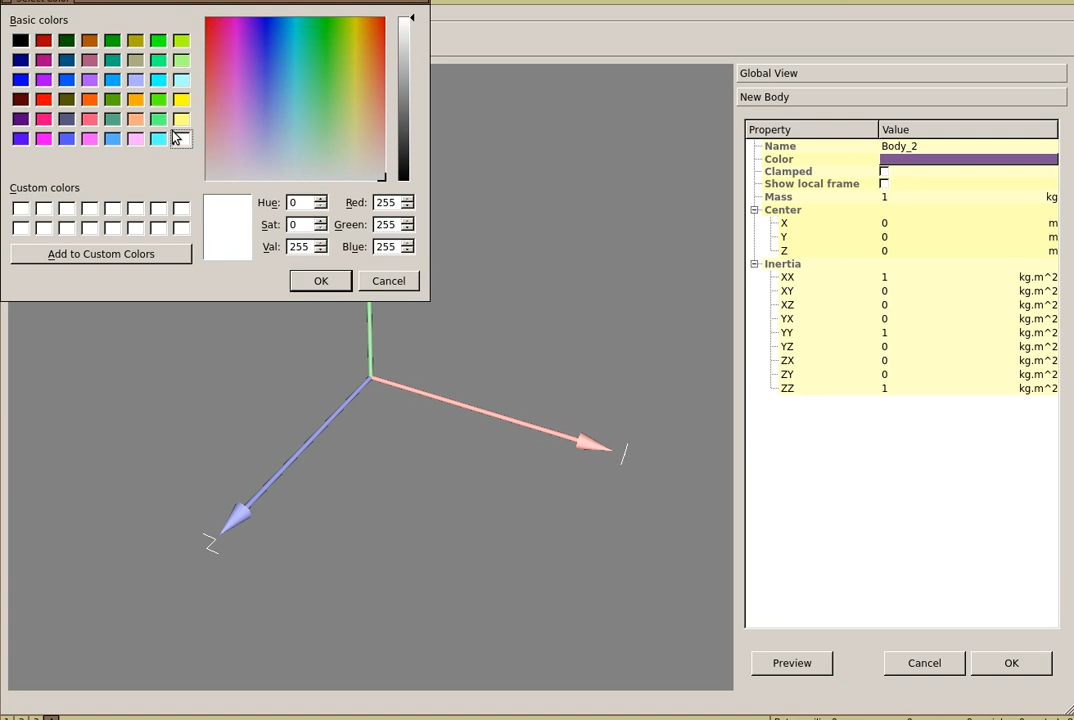 Select Color
Basic colors
Custom colors
Hue: 0 Red: 255
Sat: 0 Green: 255
Val: 255 Blue: 255
Add to Custom Colors
OK Cancel
Z
Global View
New Body
Property Value
Name Body_2
Color
Clamped
Show local frame
Mass 1 kg
Center
X 0 m
Y 0 m
Z 0 m
Inertia
XX 1 kg.m^2
XY 0 kg.m^2
XZ 0 kg.m^2
YX 0 kg.m^2
YY 1 kg.m^2
YZ 0 kg.m^2
ZX 0 kg.m^2
ZY 0 kg.m^2
ZZ 1 kg.m^2
Preview Cancel OK